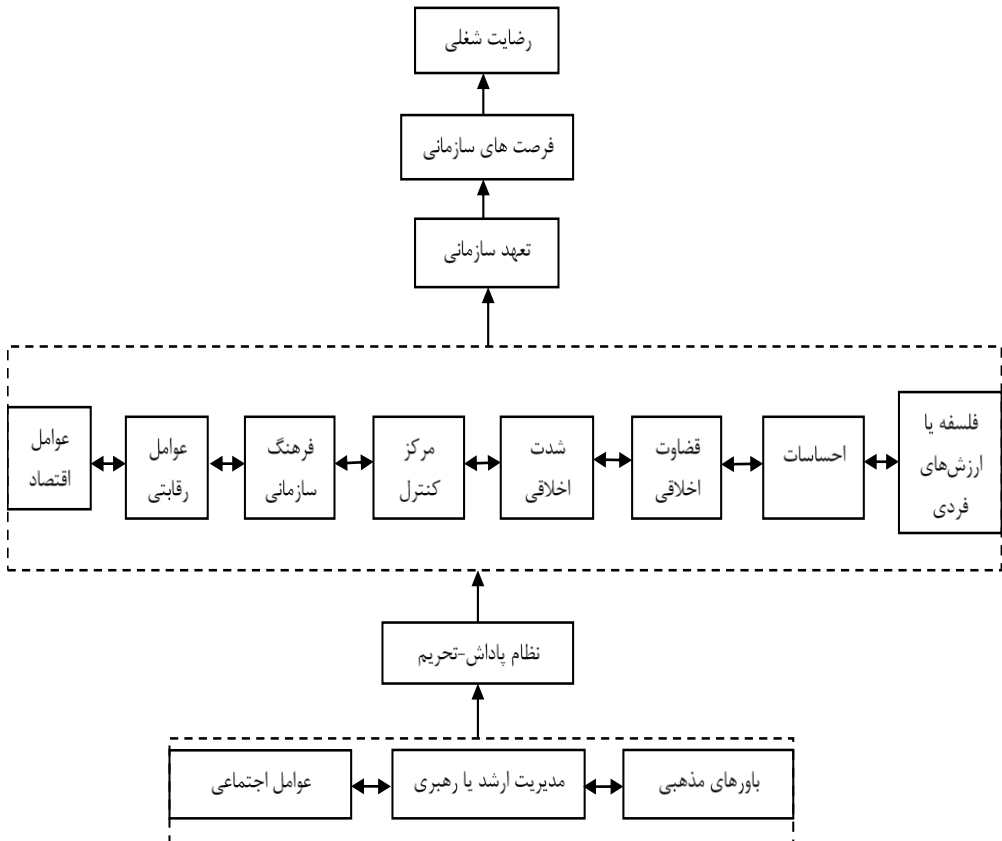 رضایت شغلی
فرصت های سازمانی
تعهد سازمانی
فلسفه یا
ارزش‌های
فردی
احساسات
قضاوت
اخلاقی
شدت
اخلاقی
مرکز
کنترل
فرهنگ
سازمانی
عوامل
رقابتی
عوامل
اقتصاد
نظام پاداش-تحریم
باورهای مذهبی
مدیریت ارشد یا رهبری
عوامل اجتماعی